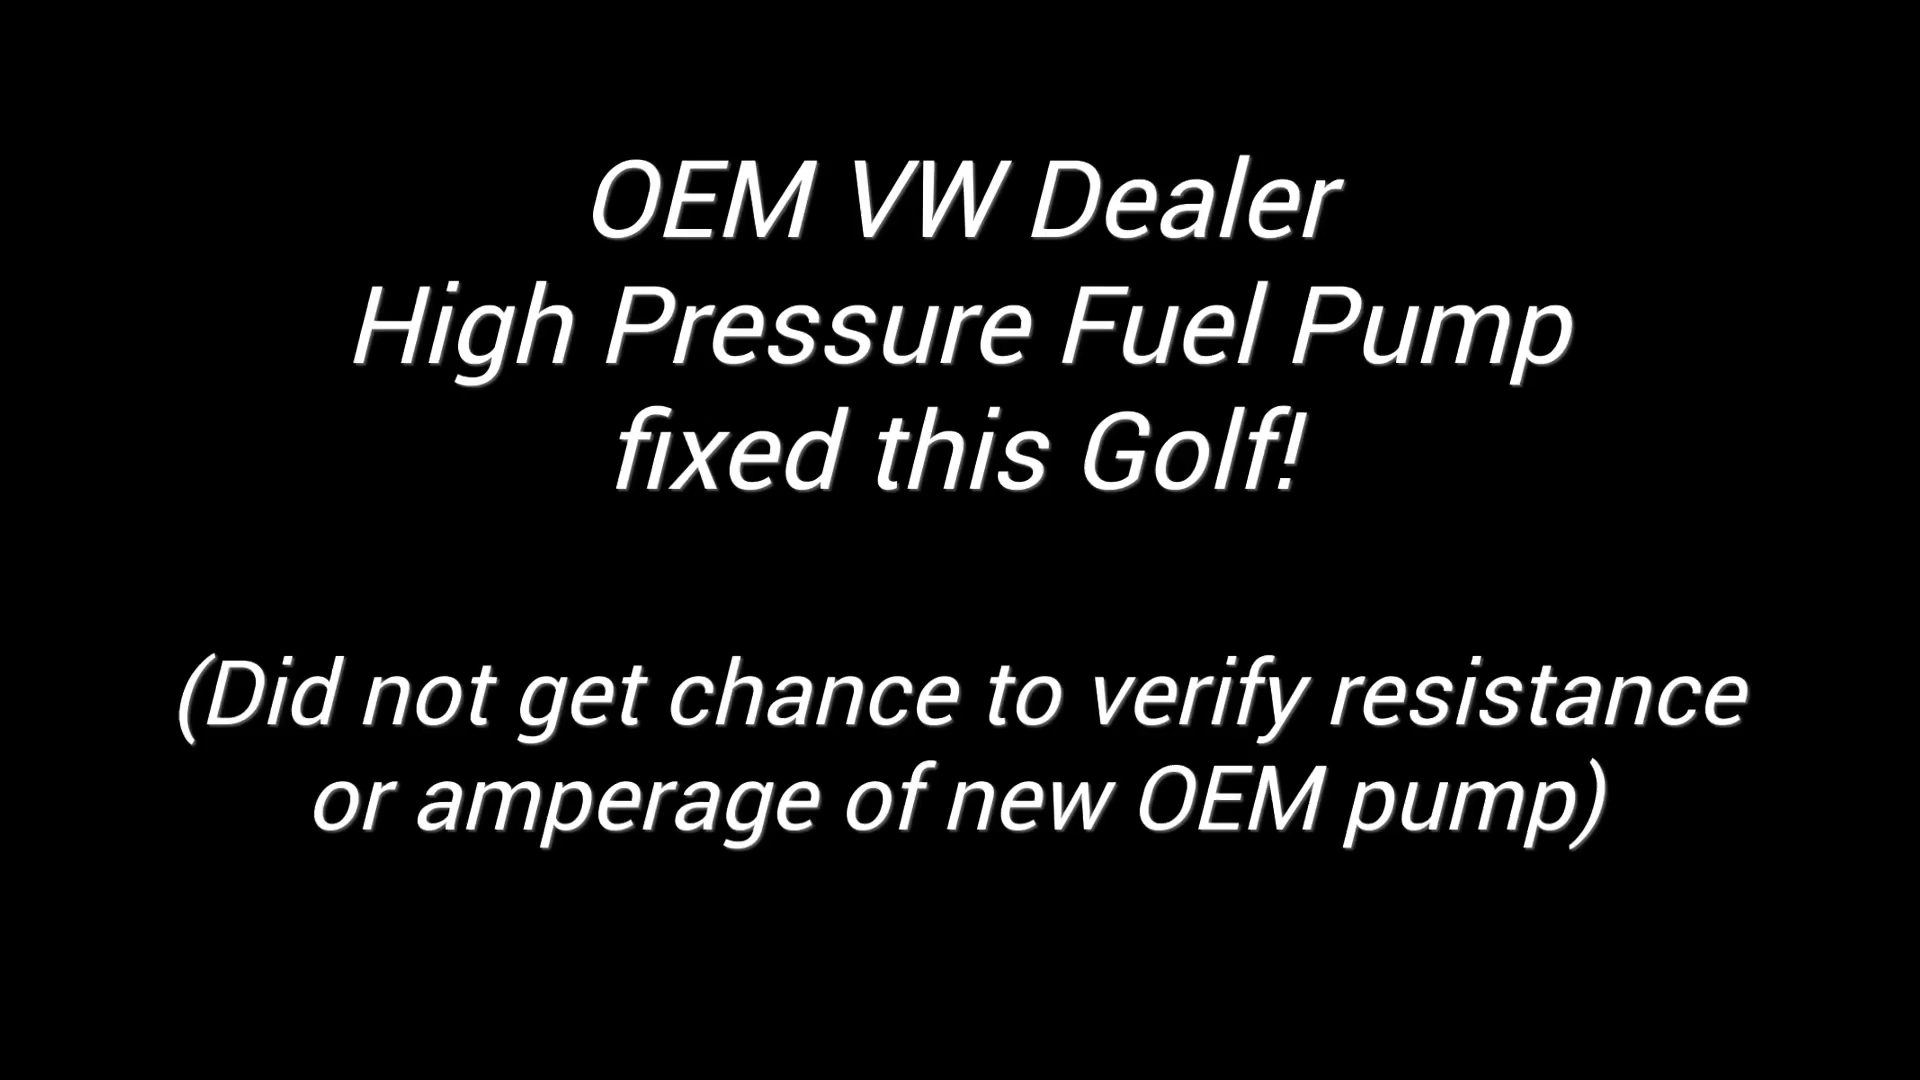 OEM VW Dealer
High Pressure Fuel Pump
fixed this Golf!
(Did not get chance to verify resistance
or amperage of new OEM pump)